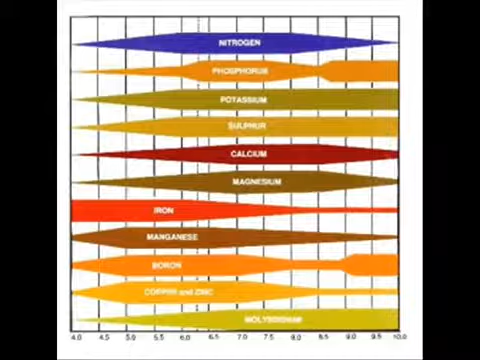 NITROGEN
PHOSPHORUS
POTASSIUM
SULPHUR
CALCIUM
MAGNESIUM
IRON
MANGANESE
BORON
COPPER and ZINC
MOLYBDENUM
4.0 4.5 5.0 5.5 6.0 6.5 7.0 7.5 8.0 8.5 9.0 9.5 10.0